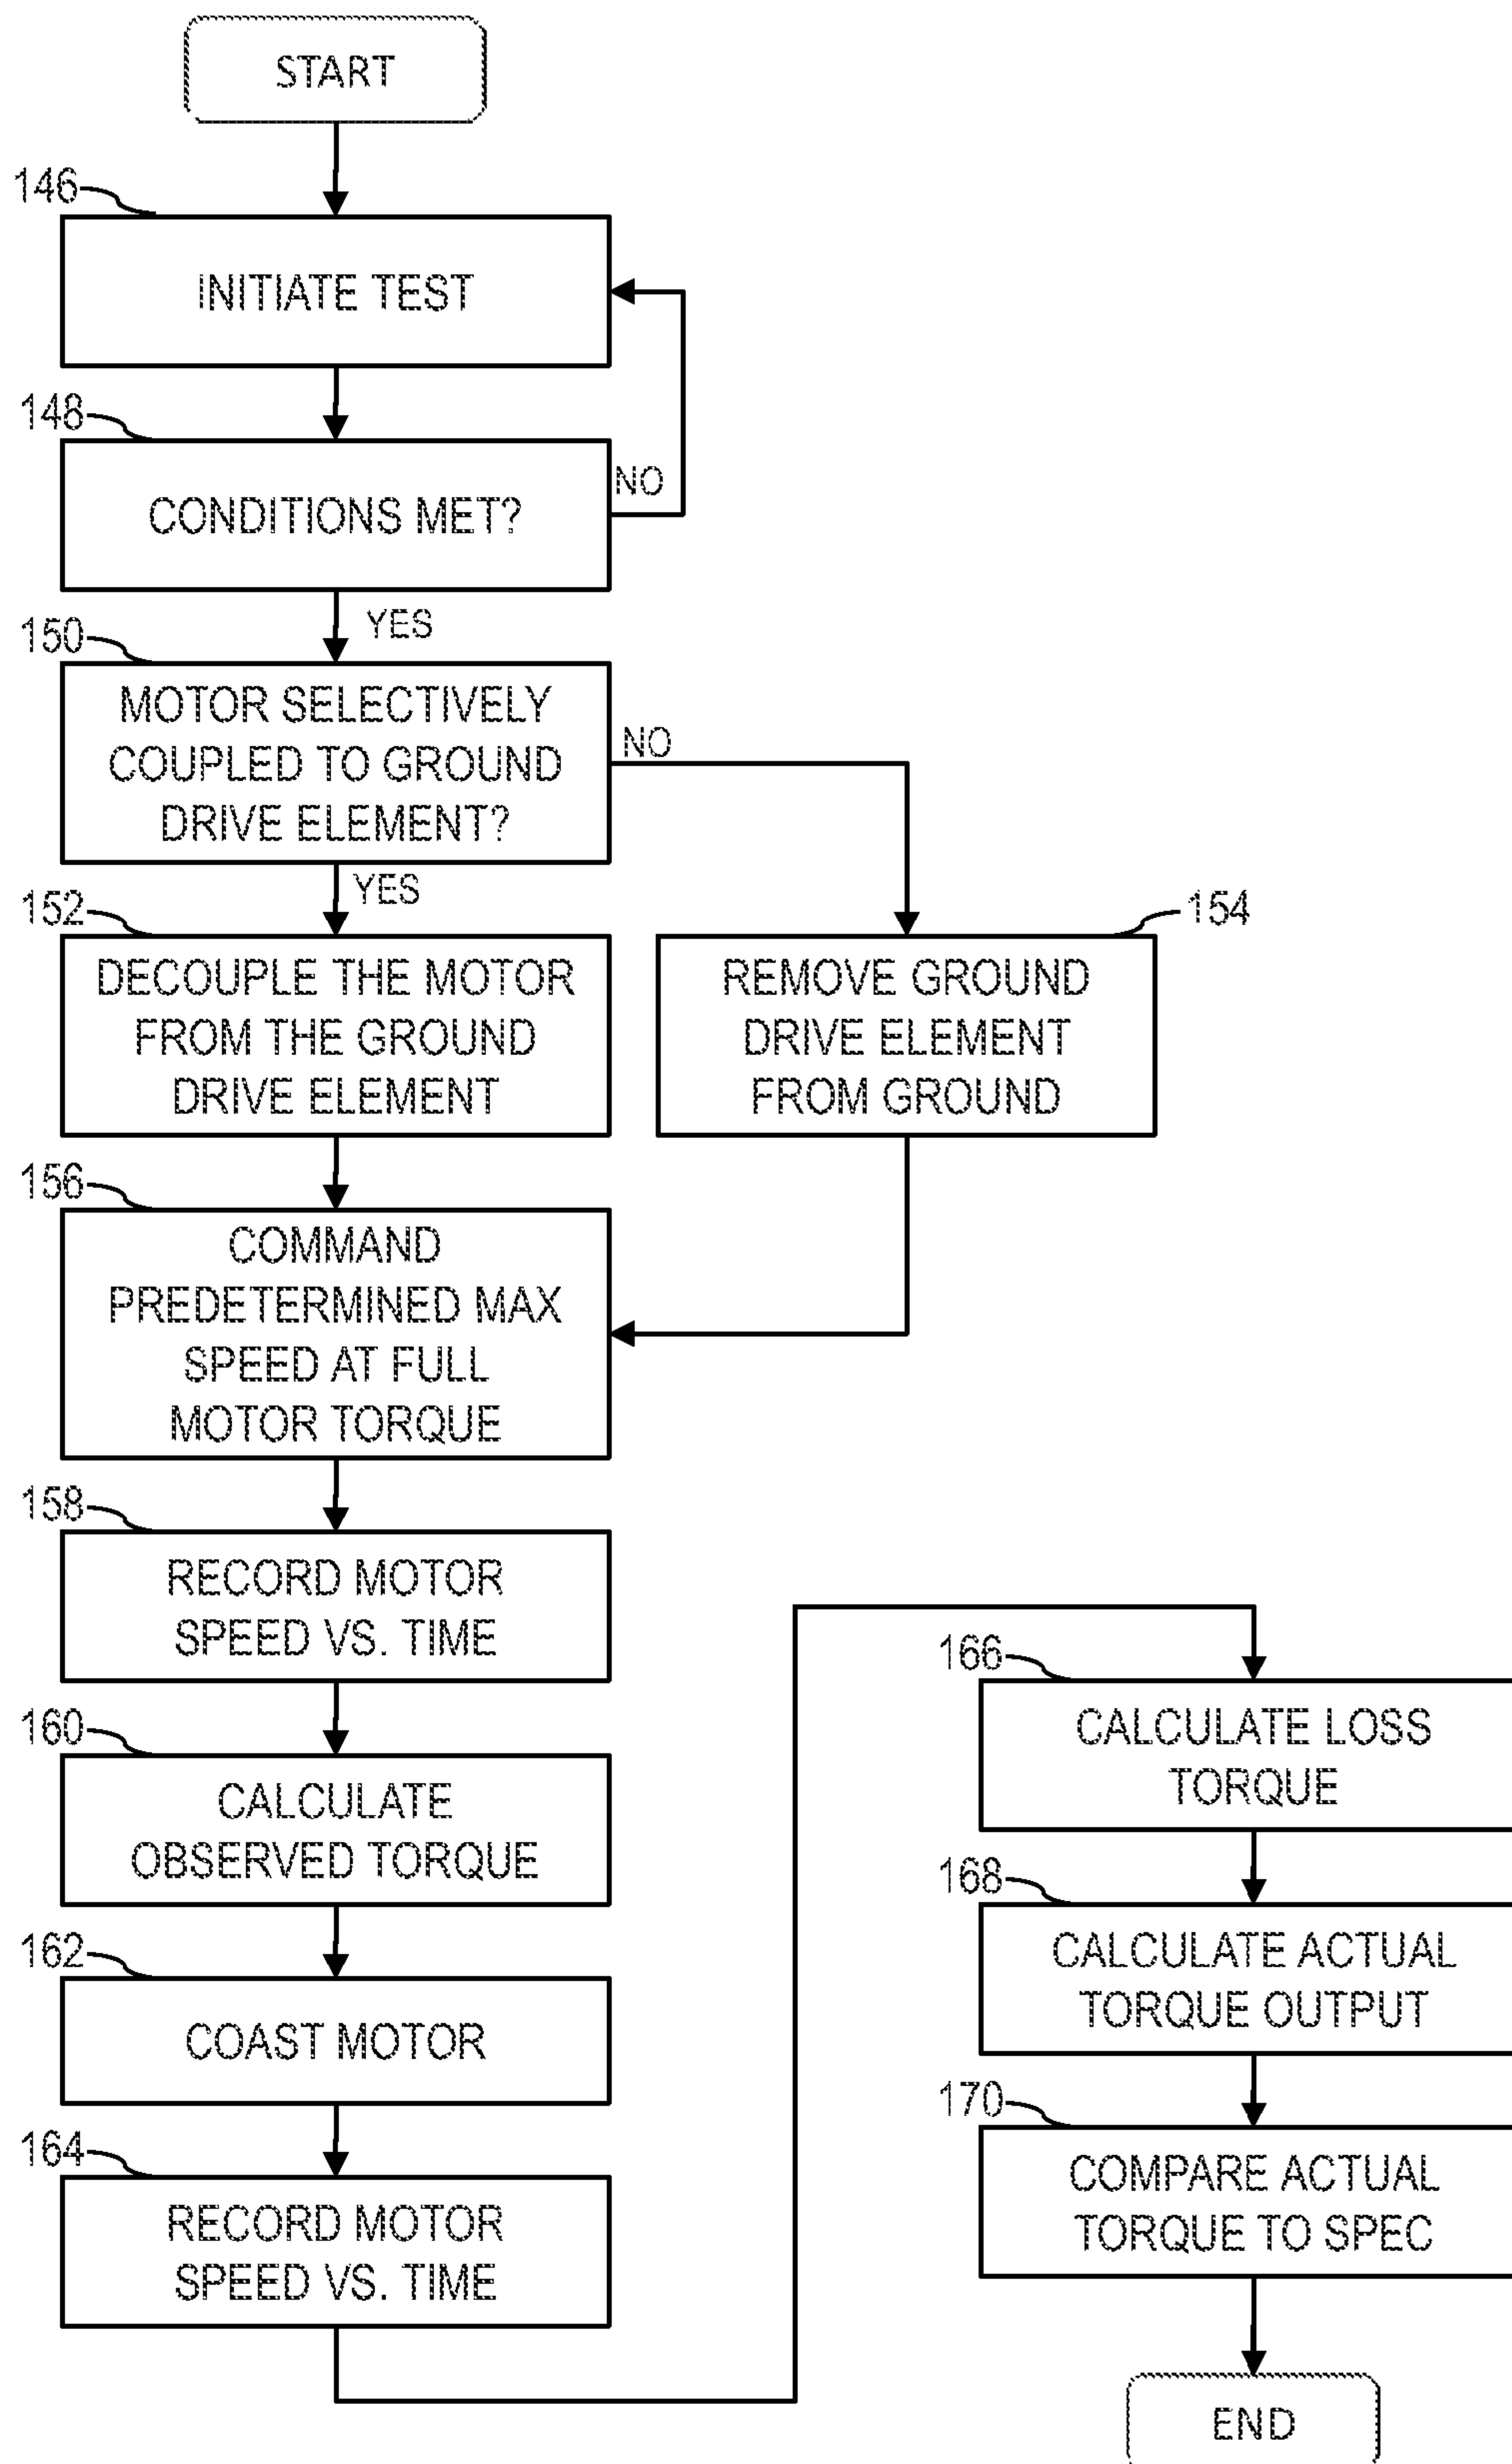 START
146
INITIATE TEST
148
CONDITIONS MET?
NO
YES
150
MOTOR SELECTIVELY
COUPLED TO GROUND
DRIVE ELEMENT?
NO
YES
152
DECOUPLE THE MOTOR
FROM THE GROUND
DRIVE ELEMENT
154
REMOVE GROUND
DRIVE ELEMENT
FROM GROUND
156
COMMAND
PREDETERMINED MAX
SPEED AT FULL
MOTOR TORQUE
158
RECORD MOTOR
SPEED VS. TIME
160
CALCULATE
OBSERVED TORQUE
162
COAST MOTOR
164
RECORD MOTOR
SPEED VS. TIME
166
CALCULATE LOSS
TORQUE
168
CALCULATE ACTUAL
TORQUE OUTPUT
170
COMPARE ACTUAL
TORQUE TO SPEC
END